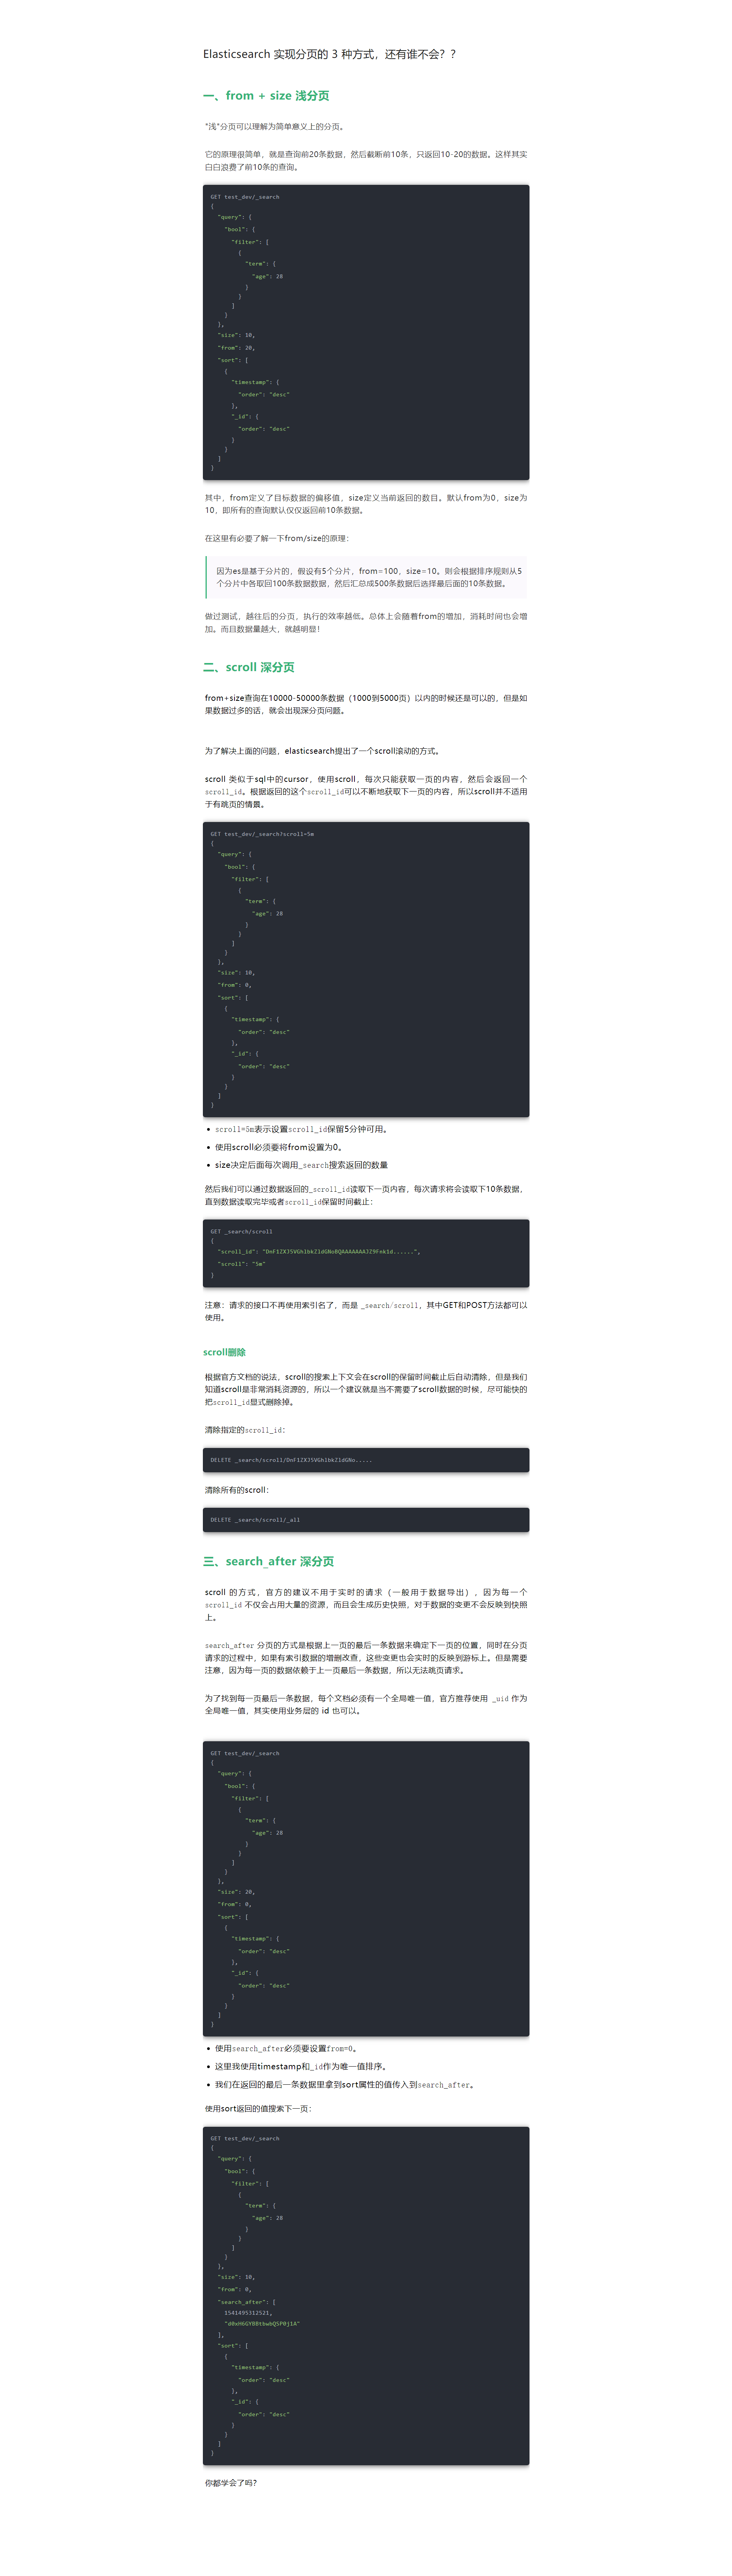 Elasticsearch 实现分页的 3 种方式，还有谁不会？？
一、from + size 浅分页
"浅"分页可以理解为简单意义上的分页。
它的原理很简单，就是查询前20条数据，然后截断前10条，只返回10-20的数据。这样其实
白白浪费了前10条的查询。
GET test_dev/_search
{
  "query": {
    "bool": {
      "filter": [
        {
          "term": {
            "age": 28
          }
        }
      ]
    }
  },
  "size": 10,
  "from": 20,
  "sort": [
    {
      "timestamp": {
        "order": "desc"
      },
      "_id": {
        "order": "desc"
      }
    }
  ]
}
其中，from定义了目标数据的偏移值，size定义当前返回的数目。默认from为0，size为
10，即所有的查询默认仅仅返回前10条数据。
在这里有必要了解一下from/size的原理：
因为es是基于分片的，假设有5个分片，from=100，size=10。则会根据排序规则从5
个分片中各取回100条数据数据，然后汇总成500条数据后选择最后面的10条数据。
做过测试，越往后的分页，执行的效率越低。总体上会随着from的增加，消耗时间也会增
加。而且数据量越大，就越明显！
二、scroll 深分页
from+size查询在10000-50000条数据（1000到5000页）以内的时候还是可以的，但是如
果数据过多的话，就会出现深分页问题。
为了解决上面的问题，elasticsearch提出了一个scroll滚动的方式。
scroll 类似于sql中的cursor，使用scroll，每次只能获取一页的内容，然后会返回一个
scroll_id。根据返回的这个scroll_id可以不断地获取下一页的内容，所以scroll并不适用
于有跳页的情景。
GET test_dev/_search?scroll=5m
{
  "query": {
    "bool": {
      "filter": [
        {
          "term": {
            "age": 28
          }
        }
      ]
    }
  },
  "size": 10,
  "from": 0,
  "sort": [
    {
      "timestamp": {
        "order": "desc"
      },
      "_id": {
        "order": "desc"
      }
    }
  ]
}
• scroll=5m表示设置scroll_id保留5分钟可用。
• 使用scroll必须要将from设置为0。
• size决定后面每次调用_search搜索返回的数量
然后我们可以通过数据返回的_scroll_id读取下一页内容，每次请求将会读取下10条数据，
直到数据读取完毕或者scroll_id保留时间截止：
GET _search/scroll
{
  "scroll_id": "DnF1ZXJ5VGhlbkZldGNoBQAAAAAAJZ9Fnk1d......",
  "scroll": "5m"
}
注意：请求的接口不再使用索引名了，而是 _search/scroll，其中GET和POST方法都可以
使用。
scroll删除
根据官方文档的说法，scroll的搜索上下文会在scroll的保留时间截止后自动清除，但是我们
知道scroll是非常消耗资源的，所以一个建议就是当不需要了scroll数据的时候，尽可能快的
把scroll_id显式删除掉。
清除指定的scroll_id：
DELETE _search/scroll/DnF1ZXJ5VGhlbkZldGNo.....
清除所有的scroll：
DELETE _search/scroll/_all
三、search_after 深分页
scroll 的方式，官方的建议不用于实时的请求（一般用于数据导出），因为每一个
scroll_id 不仅会占用大量的资源，而且会生成历史快照，对于数据的变更不会反映到快照
上。
search_after 分页的方式是根据上一页的最后一条数据来确定下一页的位置，同时在分页
请求的过程中，如果有索引数据的增删改查，这些变更也会实时的反映到游标上。但是需要
注意，因为每一页的数据依赖于上一页最后一条数据，所以无法跳页请求。
为了找到每一页最后一条数据，每个文档必须有一个全局唯一值，官方推荐使用 _uid 作为
全局唯一值，其实使用业务层的 id 也可以。
GET test_dev/_search
{
  "query": {
    "bool": {
      "filter": [
        {
          "term": {
            "age": 28
          }
        }
      ]
    }
  },
  "size": 20,
  "from": 0,
  "sort": [
    {
      "timestamp": {
        "order": "desc"
      },
      "_id": {
        "order": "desc"
      }
    }
  ]
}
• 使用search_after必须要设置from=0。
• 这里我使用timestamp和_id作为唯一值排序。
• 我们在返回的最后一条数据里拿到sort属性的值传入到search_after。
使用sort返回的值搜索下一页：
GET test_dev/_search
{
  "query": {
    "bool": {
      "filter": [
        {
          "term": {
            "age": 28
          }
        }
      ]
    }
  },
  "size": 10,
  "from": 0,
  "search_after": [
    1541495312521,
    "d0xH6GYBBtbwbQSP0j1A"
  ],
  "sort": [
    {
      "timestamp": {
        "order": "desc"
      },
      "_id": {
        "order": "desc"
      }
    }
  ]
}
你都学会了吗？